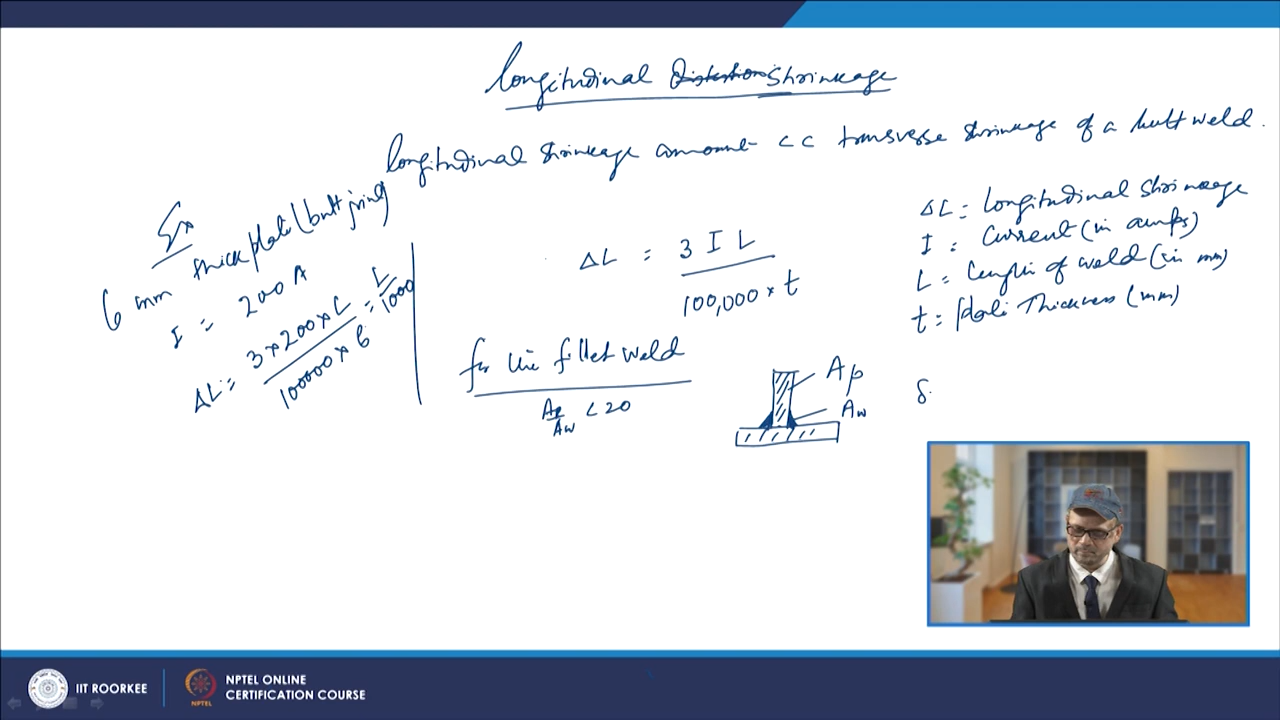 Longitudinal Distortion Shrinkage
longitudinal shrinkage amount << transverse shrinkage of a butt weld.
Ex
6 mm thick plate (butt joint)
I = 200 A
ΔL = 3×200×L / 100000×6 = L/1000
ΔL = 3 I L / 100,000 × t
ΔL = longitudinal shrinkage
I = Current (in amps)
L = length of weld (in mm)
t = plate Thickness (mm)
for the fillet weld
Ap/Aw < 20
Ap
Aw
δ.
IIT ROORKEE
NPTEL ONLINE
CERTIFICATION COURSE
NPTEL